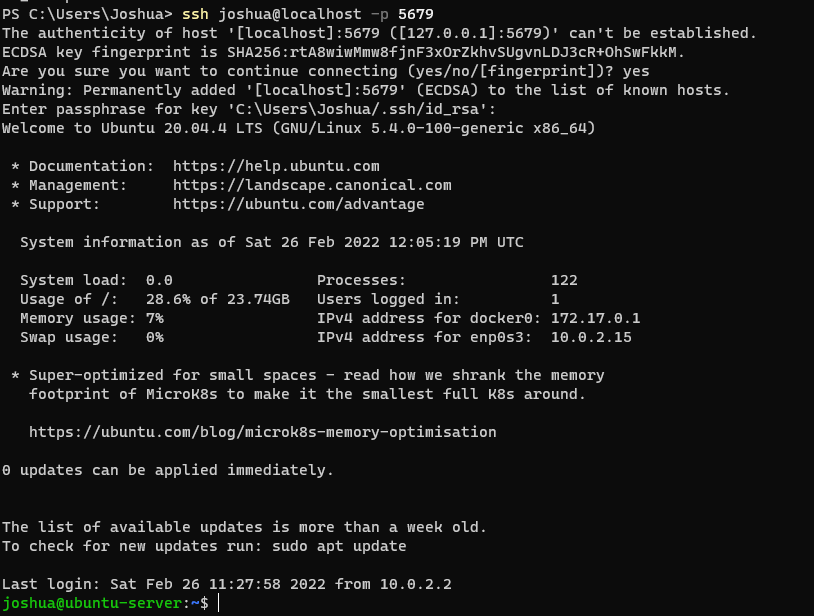 PS C:\Users\Joshua> ssh joshua@localhost -p 5679
The authenticity of host '[localhost]:5679 ([127.0.0.1]:5679)' can't be established.
ECDSA key fingerprint is SHA256:rtA8wiwMmw8fjnF3xOrZkhvSUgvnLDJ3cR+OhSwFkkM.
Are you sure you want to continue connecting (yes/no/[fingerprint])? yes
Warning: Permanently added '[localhost]:5679' (ECDSA) to the list of known hosts.
Enter passphrase for key 'C:\Users\Joshua/.ssh/id_rsa':
Welcome to Ubuntu 20.04.4 LTS (GNU/Linux 5.4.0-100-generic x86_64)

 * Documentation:  https://help.ubuntu.com
 * Management:     https://landscape.canonical.com
 * Support:        https://ubuntu.com/advantage

  System information as of Sat 26 Feb 2022 12:05:19 PM UTC

  System load:  0.0                Processes:                122
  Usage of /:   28.6% of 23.74GB   Users logged in:          1
  Memory usage: 7%                 IPv4 address for docker0: 172.17.0.1
  Swap usage:   0%                 IPv4 address for enp0s3:  10.0.2.15

 * Super-optimized for small spaces - read how we shrank the memory
   footprint of MicroK8s to make it the smallest full K8s around.

   https://ubuntu.com/blog/microk8s-memory-optimisation

0 updates can be applied immediately.


The list of available updates is more than a week old.
To check for new updates run: sudo apt update

Last login: Sat Feb 26 11:27:58 2022 from 10.0.2.2
joshua@ubuntu-server:~$